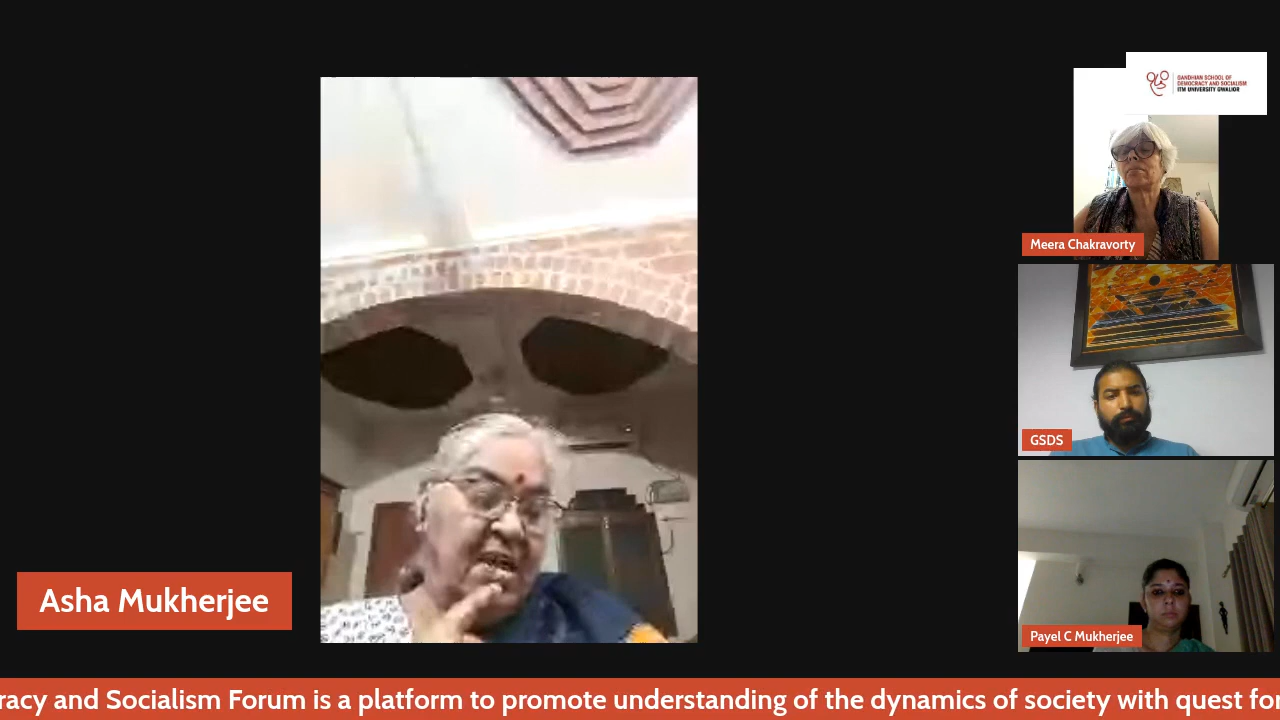 GANDHIAN SCHOOL OF
DEMOCRACY AND SOCIALISM
ITM UNIVERSITY GWALIOR
Meera Chakravorty
GSDS
Payel C Mukherjee
Asha Mukherjee
racy and Socialism Forum is a platform to promote understanding of the dynamics of society with quest for